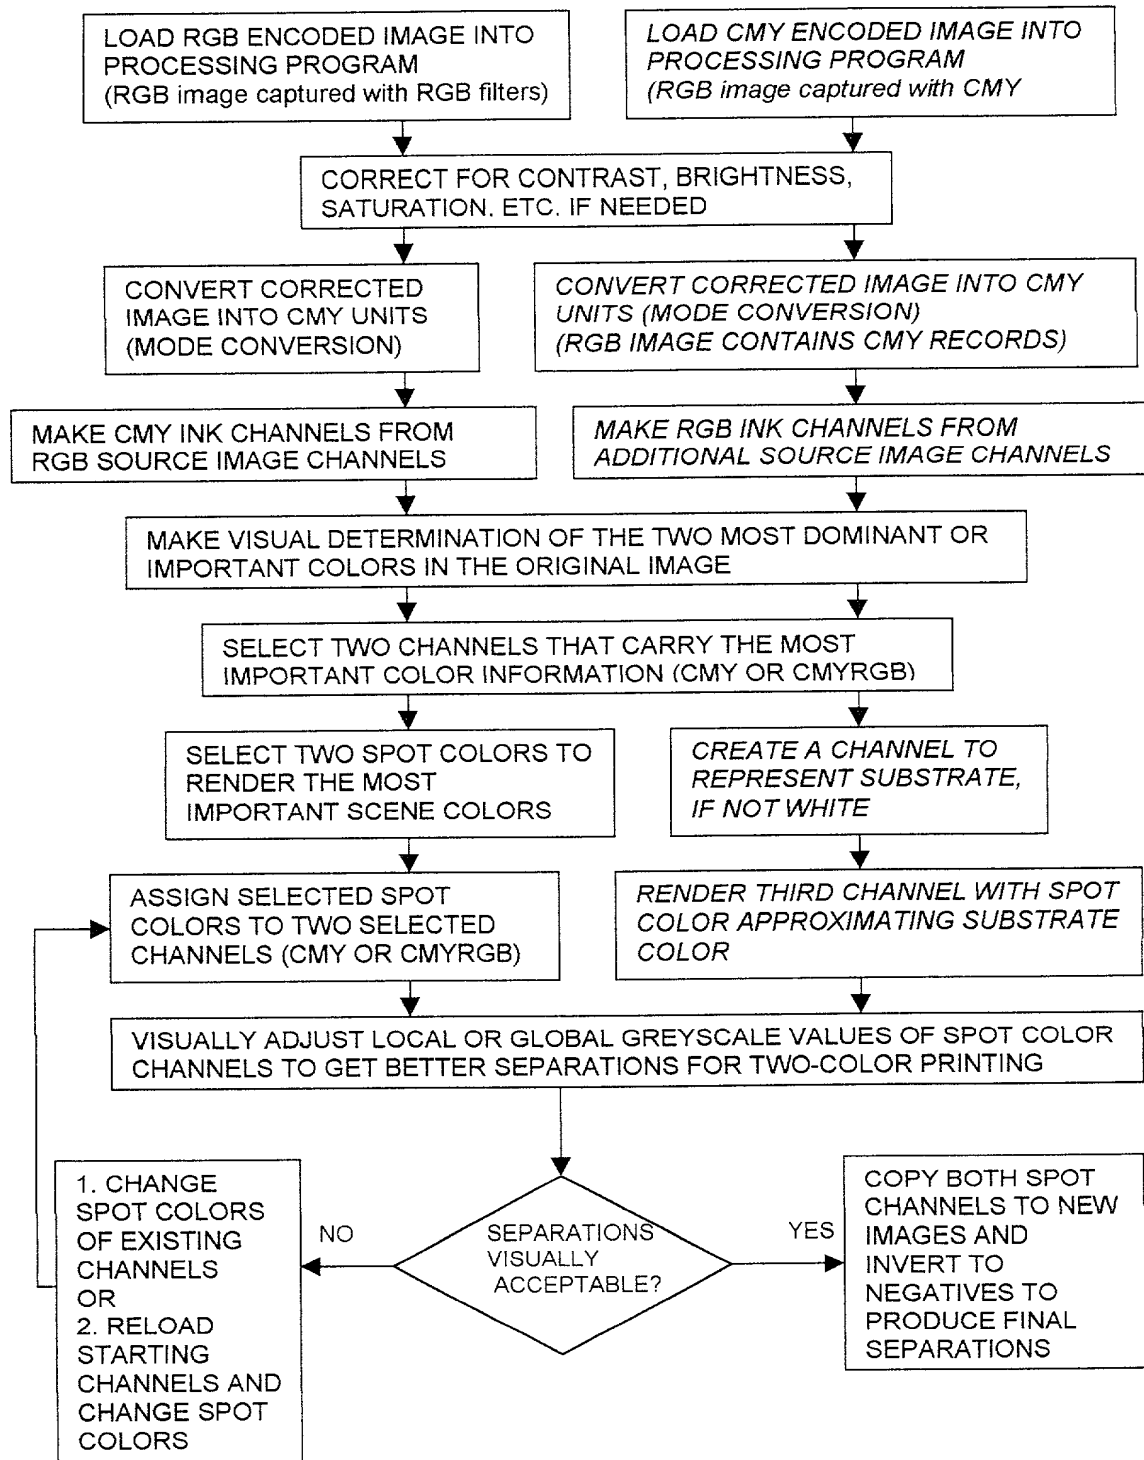 LOAD RGB ENCODED IMAGE INTO
PROCESSING PROGRAM
(RGB image captured with RGB filters)
LOAD CMY ENCODED IMAGE INTO
PROCESSING PROGRAM
(RGB image captured with CMY
CORRECT FOR CONTRAST, BRIGHTNESS,
SATURATION. ETC. IF NEEDED
CONVERT CORRECTED
IMAGE INTO CMY UNITS
(MODE CONVERSION)
CONVERT CORRECTED IMAGE INTO CMY
UNITS (MODE CONVERSION)
(RGB IMAGE CONTAINS CMY RECORDS)
MAKE CMY INK CHANNELS FROM
RGB SOURCE IMAGE CHANNELS
MAKE RGB INK CHANNELS FROM
ADDITIONAL SOURCE IMAGE CHANNELS
MAKE VISUAL DETERMINATION OF THE TWO MOST DOMINANT OR
IMPORTANT COLORS IN THE ORIGINAL IMAGE
SELECT TWO CHANNELS THAT CARRY THE MOST
IMPORTANT COLOR INFORMATION (CMY OR CMYRGB)
SELECT TWO SPOT COLORS TO
RENDER THE MOST
IMPORTANT SCENE COLORS
CREATE A CHANNEL TO
REPRESENT SUBSTRATE,
IF NOT WHITE
ASSIGN SELECTED SPOT
COLORS TO TWO SELECTED
CHANNELS (CMY OR CMYRGB)
RENDER THIRD CHANNEL WITH SPOT
COLOR APPROXIMATING SUBSTRATE
COLOR
VISUALLY ADJUST LOCAL OR GLOBAL GREYSCALE VALUES OF SPOT COLOR
CHANNELS TO GET BETTER SEPARATIONS FOR TWO-COLOR PRINTING
1. CHANGE
SPOT COLORS
OF EXISTING
CHANNELS
OR
2. RELOAD
STARTING
CHANNELS AND
CHANGE SPOT
COLORS
NO
SEPARATIONS
VISUALLY
ACCEPTABLE?
YES
COPY BOTH SPOT
CHANNELS TO NEW
IMAGES AND
INVERT TO
NEGATIVES TO
PRODUCE FINAL
SEPARATIONS